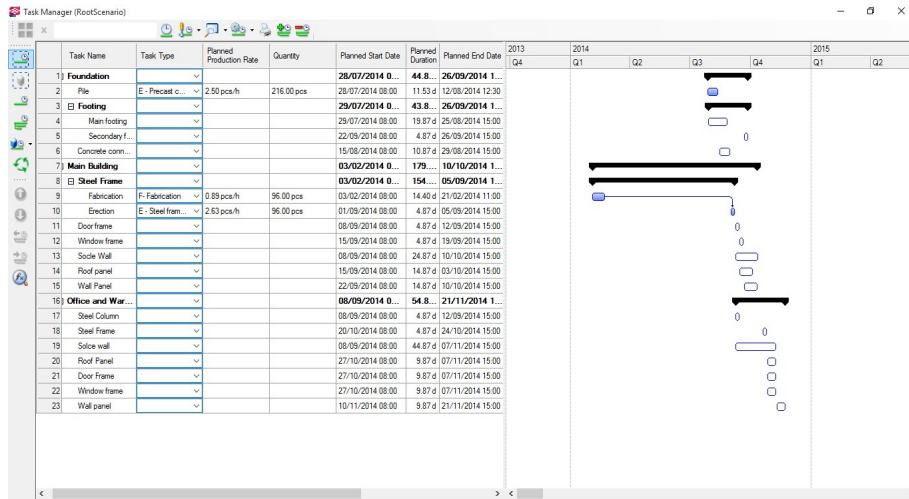 Task Manager (RootScenario)
Task Name Task Type Planned Production Rate Quantity Planned Start Date Planned Duration Planned End Date 2013 2014 2015
Q4 Q1 Q2 Q3 Q4 Q1 Q2
1 Foundation 28/07/2014 0... 44.8... 26/09/2014 1...
2 Pile E - Precast c... 2.50 pcs/h 216.00 pcs 28/07/2014 08:00 11.53 d 12/08/2014 12:30
3 Footing 29/07/2014 0... 43.8... 26/09/2014 1...
4 Main footing 29/07/2014 08:00 19.87 d 25/08/2014 15:00
5 Secondary f... 22/09/2014 08:00 4.87 d 26/09/2014 15:00
6 Concrete conn... 15/08/2014 08:00 10.87 d 29/08/2014 15:00
7 Main Building 03/02/2014 0... 179.... 10/10/2014 1...
8 Steel Frame 03/02/2014 0... 154.... 05/09/2014 1...
9 Fabrication F- Fabrication 0.89 pcs/h 96.00 pcs 03/02/2014 08:00 14.40 d 21/02/2014 11:00
10 Erection E - Steel fram... 2.63 pcs/h 96.00 pcs 01/09/2014 08:00 4.87 d 05/09/2014 15:00
11 Door frame 08/09/2014 08:00 4.87 d 12/09/2014 15:00
12 Window frame 15/09/2014 08:00 4.87 d 19/09/2014 15:00
13 Socle Wall 08/09/2014 08:00 24.87 d 10/10/2014 15:00
14 Roof panel 15/09/2014 08:00 14.87 d 03/10/2014 15:00
15 Wall Panel 22/09/2014 08:00 14.87 d 10/10/2014 15:00
16 Office and War... 08/09/2014 0... 54.8... 21/11/2014 1...
17 Steel Column 08/09/2014 08:00 4.87 d 12/09/2014 15:00
18 Steel Frame 20/10/2014 08:00 4.87 d 24/10/2014 15:00
19 Solce wall 08/09/2014 08:00 44.87 d 07/11/2014 15:00
20 Roof Panel 27/10/2014 08:00 9.87 d 07/11/2014 15:00
21 Door Frame 27/10/2014 08:00 9.87 d 07/11/2014 15:00
22 Window frame 27/10/2014 08:00 9.87 d 07/11/2014 15:00
23 Wall panel 10/11/2014 08:00 9.87 d 21/11/2014 15:00